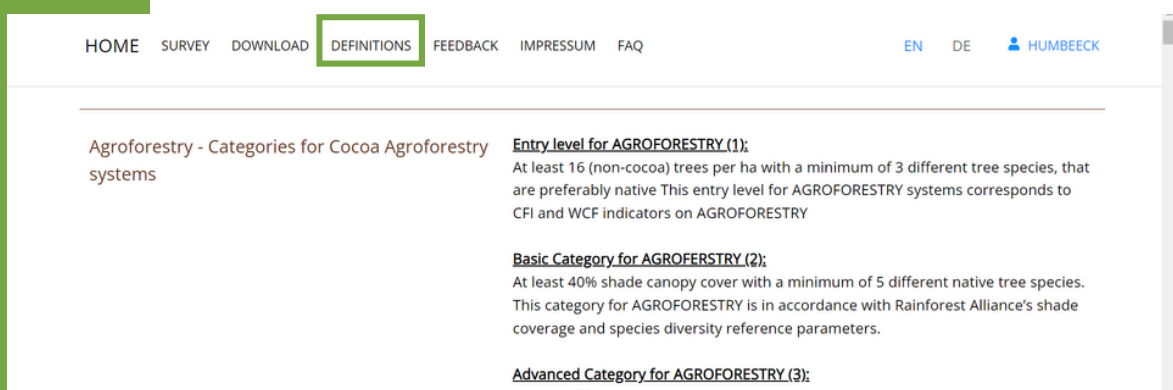 HOME SURVEY DOWNLOAD DEFINITIONS FEEDBACK IMPRESSUM FAQ EN DE HUMBEECK
Agroforestry - Categories for Cocoa Agroforestry
systems
Entry level for AGROFORESTRY (1):
At least 16 (non-cocoa) trees per ha with a minimum of 3 different tree species, that
are preferably native This entry level for AGROFORESTRY systems corresponds to
CFI and WCF indicators on AGROFORESTRY
Basic Category for AGROFERSTRY (2):
At least 40% shade canopy cover with a minimum of 5 different native tree species.
This category for AGROFORESTRY is in accordance with Rainforest Alliance's shade
coverage and species diversity reference parameters.
Advanced Category for AGROFORESTRY (3):